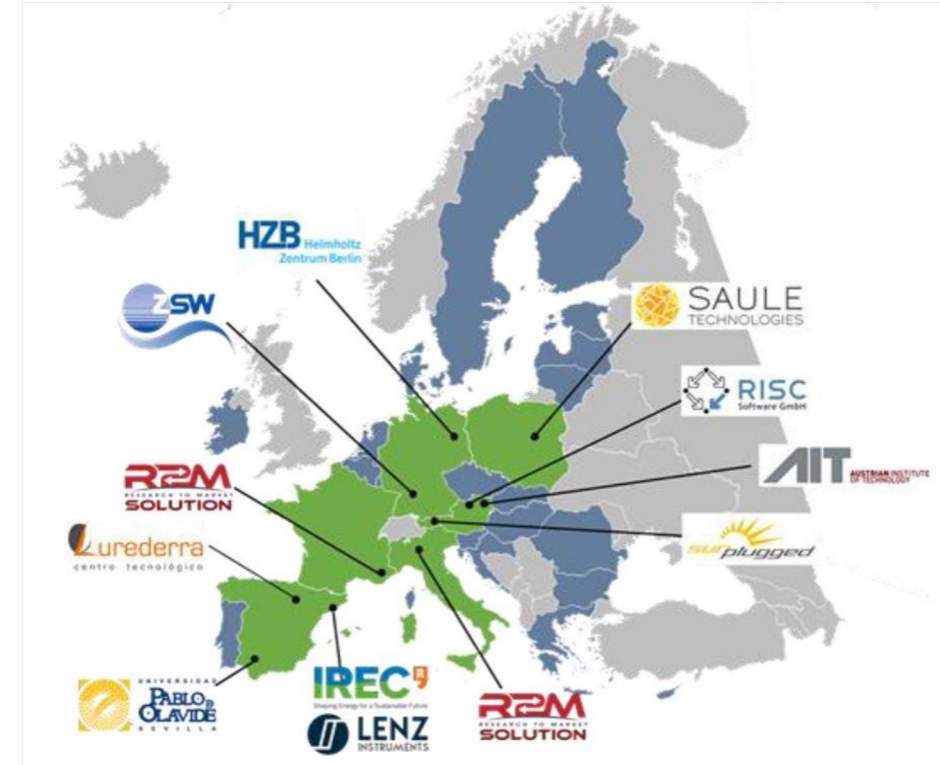 HZB Helmholtz
Zentrum Berlin
ZSW
SAULE
TECHNOLOGIES
RISC
Software GmbH
AIT AUSTRIAN INSTITUTE
OF TECHNOLOGY
R2M
RESEARCH TO MARKET
SOLUTION
Lurederra
centro tecnológico
sunplugged
UNIVERSIDAD
PABLO DE
OLAVIDE
SEVILLA
IREC R
Shaping Energy for a Sustainable Future
LENZ
INSTRUMENTS
R2M
RESEARCH TO MARKET
SOLUTION